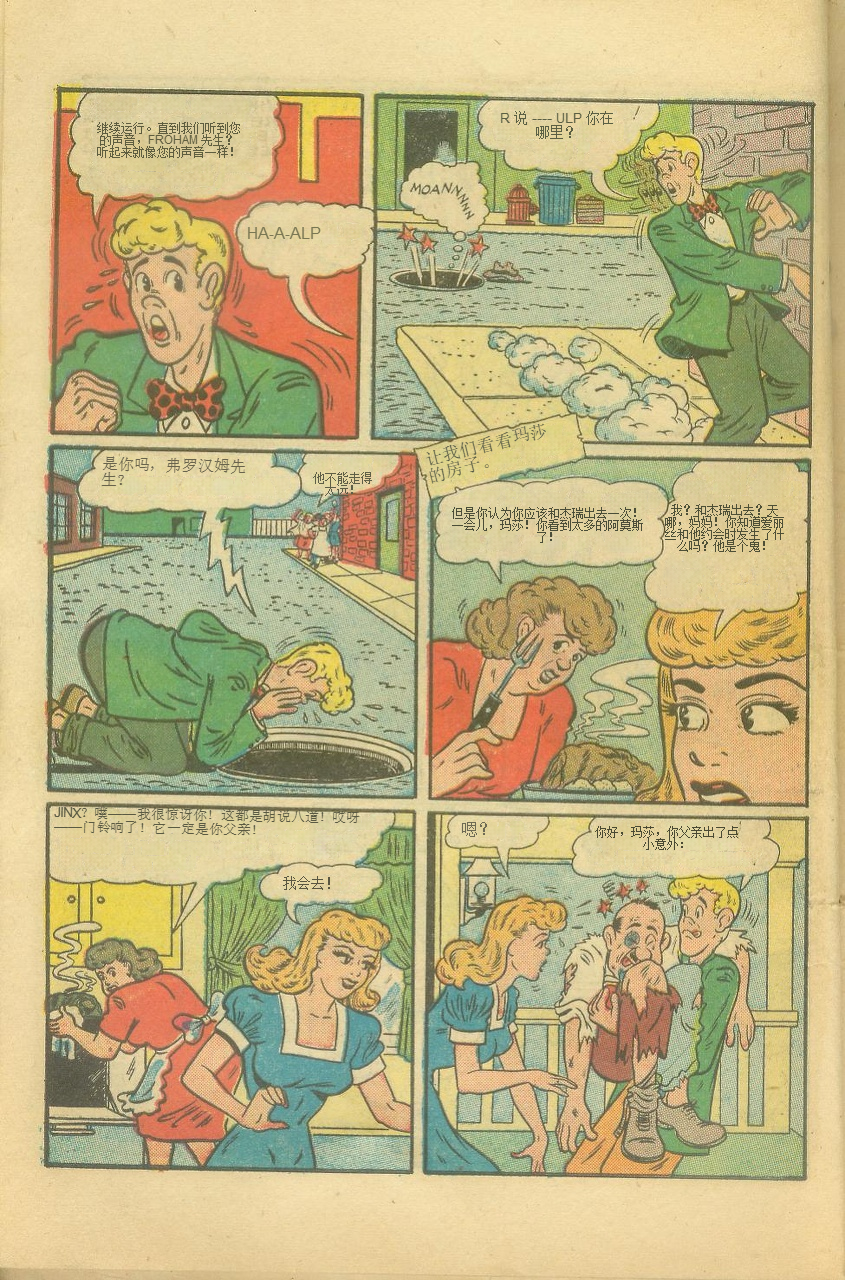 继续运行。直到我们听到您
的声音，FROHAM 先生？
听起来就像您的声音一样！
HA-A-ALP
R 说 ---- ULP 你在
哪里？
MOANNNNN
是你吗，弗罗汉姆先
生？
他不能走得
太远！
让我们看看玛莎
的房子。
但是你认为你应该和杰瑞出去一次！
一会儿，玛莎！你看到太多的阿莫斯
了！
我？和杰瑞出去？天
哪，妈妈！你知道爱丽
丝和他约会时发生了什
么吗？他是个鬼！
JINX？噗——我很惊讶你！这都是胡说八道！哎呀
——门铃响了！它一定是你父亲！
我会去！
嗯？
你好，玛莎，你父亲出了点
小意外：